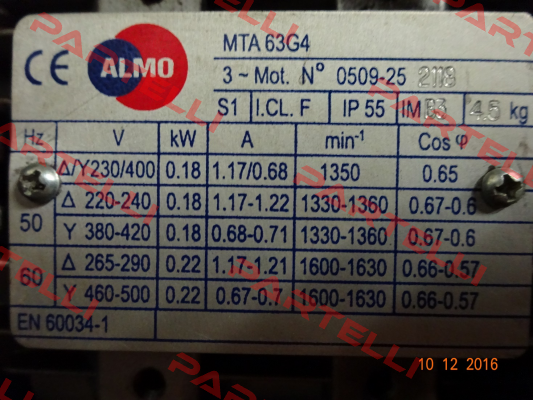 CE ALMO
MTA 63G4
3 ~ Mot. Nº 0509-25 2118
S1 I.CL. F IP 55 IM B3 4.5 kg
Hz V kW A min-1 Cos φ
50
Δ/Y230/400 0.18 1.17/0.68 1350 0.65
Δ 220-240 0.18 1.17-1.22 1330-1360 0.67-0.6
Y 380-420 0.18 0.68-0.71 1330-1360 0.67-0.6
60
Δ 265-290 0.22 1.17-1.21 1600-1630 0.66-0.57
Y 460-500 0.22 0.67-0.7 1600-1630 0.66-0.57
EN 60034-1
10 12 2016
PARTELLI